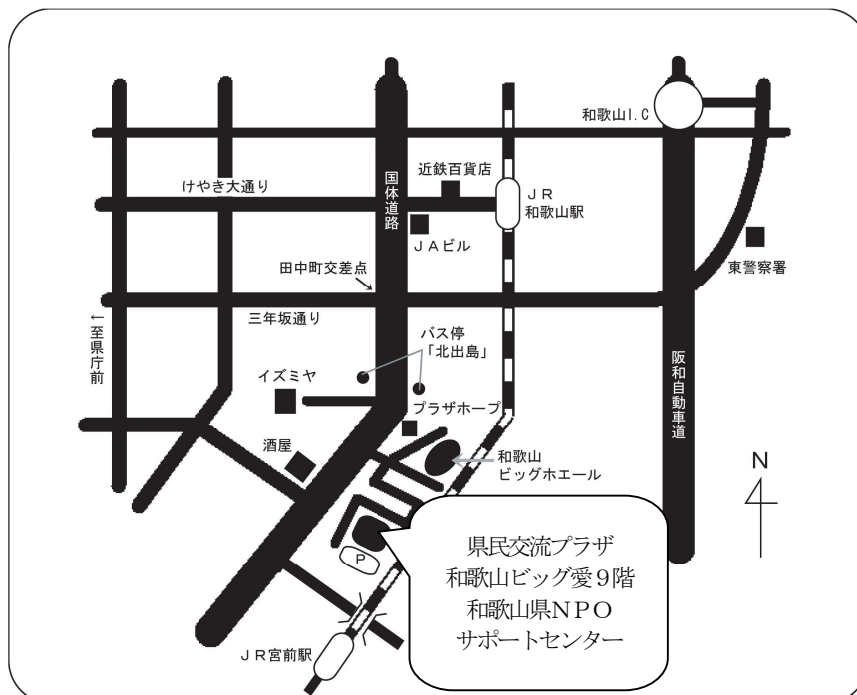 和歌山I.C
近鉄百貨店
けやき大通り
国体道路
JR
和歌山駅
JAビル
東警察署
田中町交差点
三年坂通り
←至県庁前
バス停
「北出島」
阪和自動車道
イズミヤ
プラザホープ
酒屋
和歌山
ビッグホエール
N
P
県民交流プラザ
和歌山ビッグ愛9階
和歌山県NPO
サポートセンター
JR宮前駅